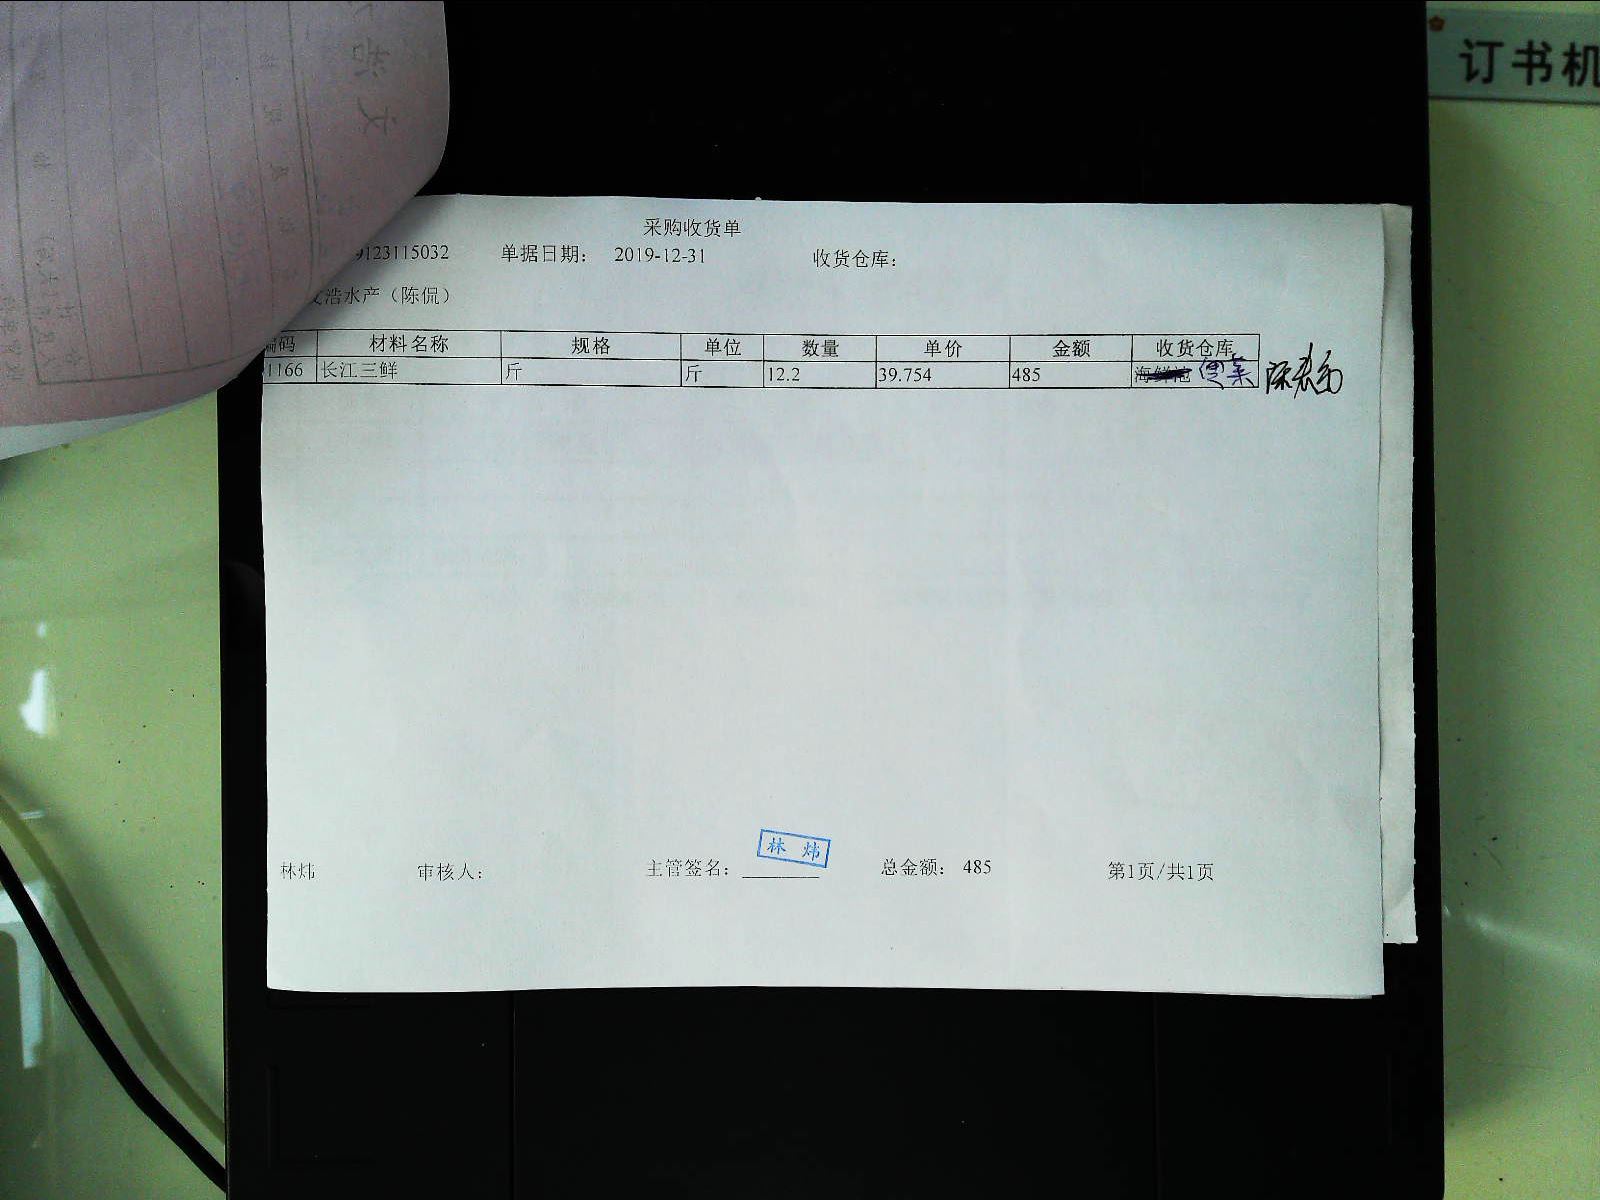 订书机
采购收货单
9123115032 单据日期： 2019-12-31 收货仓库：
文浩水产（陈侃）
编码 材料名称 规格 单位 数量 单价 金额 收货仓库
1166 长江三鲜 斤 斤 12.2 39.754 485 海鲜池
林炜 审核人： 主管签名： 林炜 总金额： 485 第1页/共1页